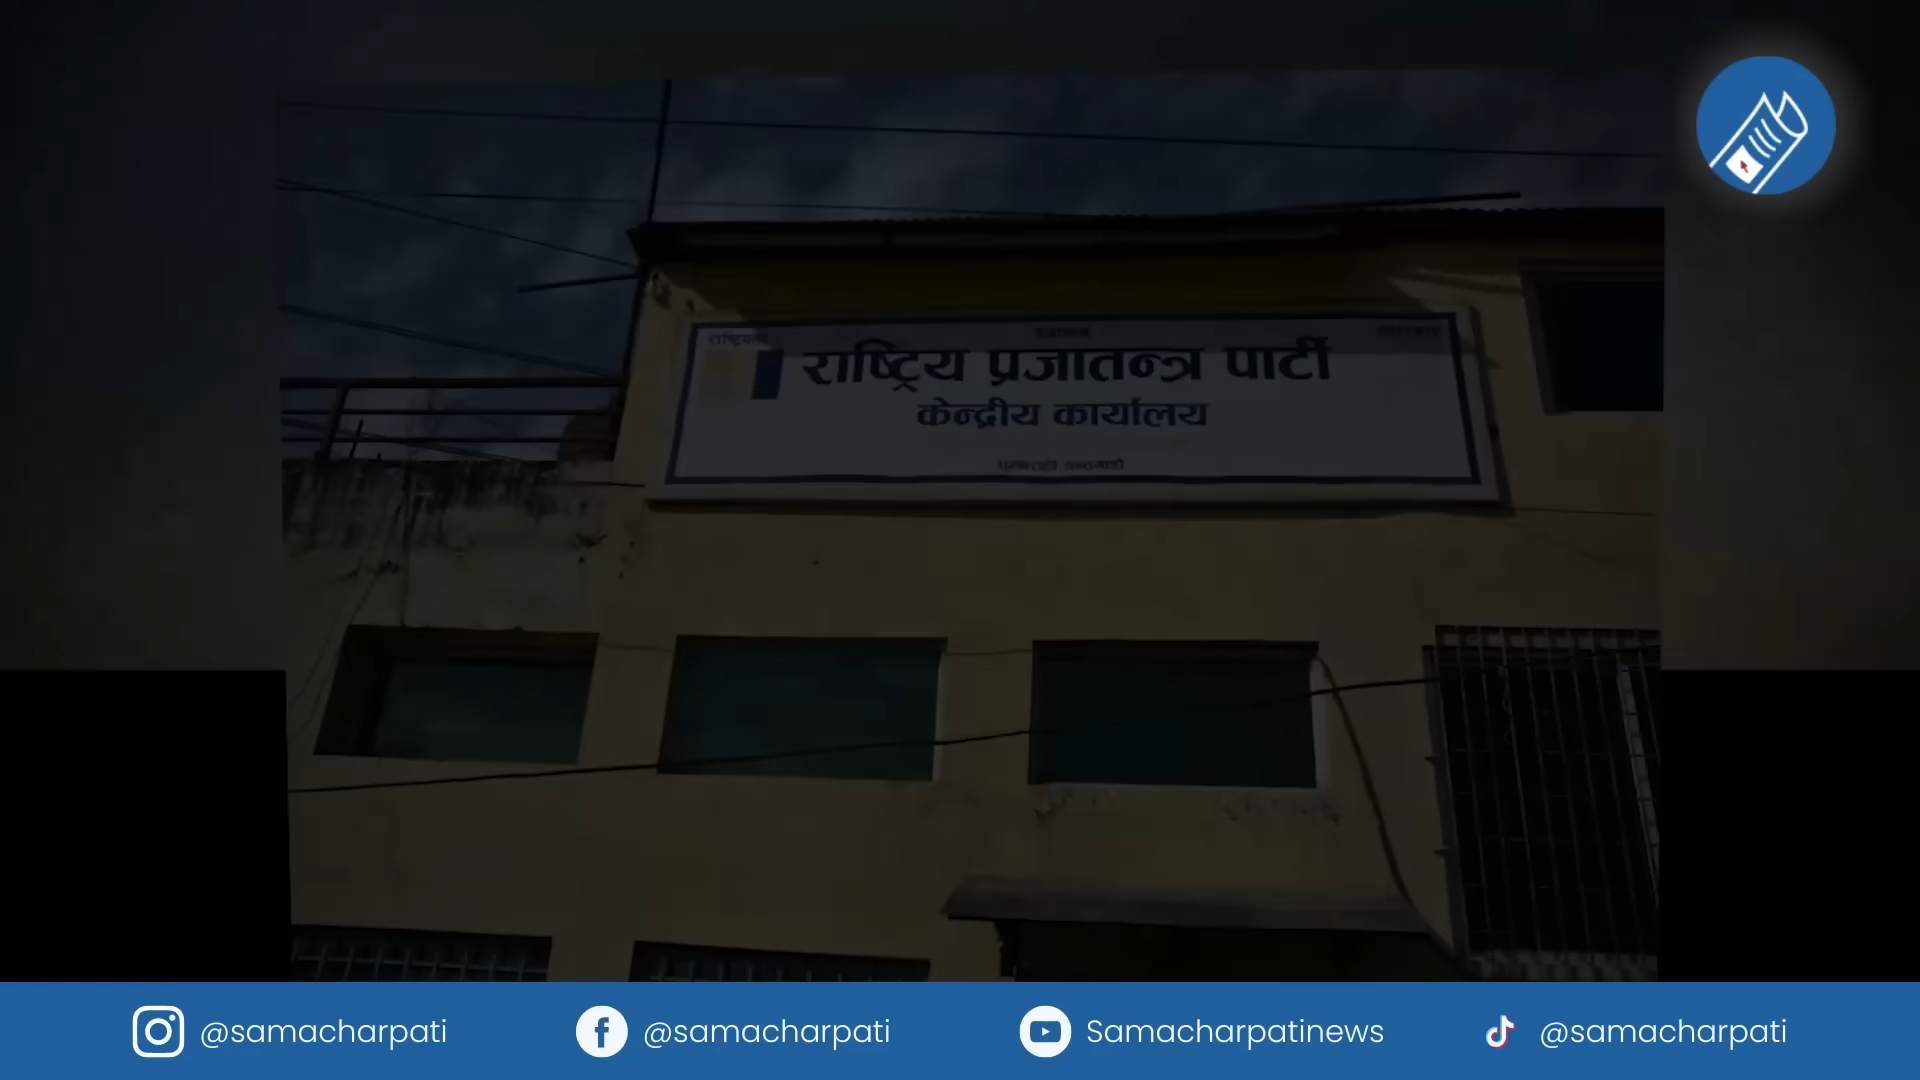 राष्ट्रिय प्रजातन्त्र पार्टी
केन्द्रीय कार्यालय
@samacharpati
@samacharpati
Samacharpatinews
@samacharpati